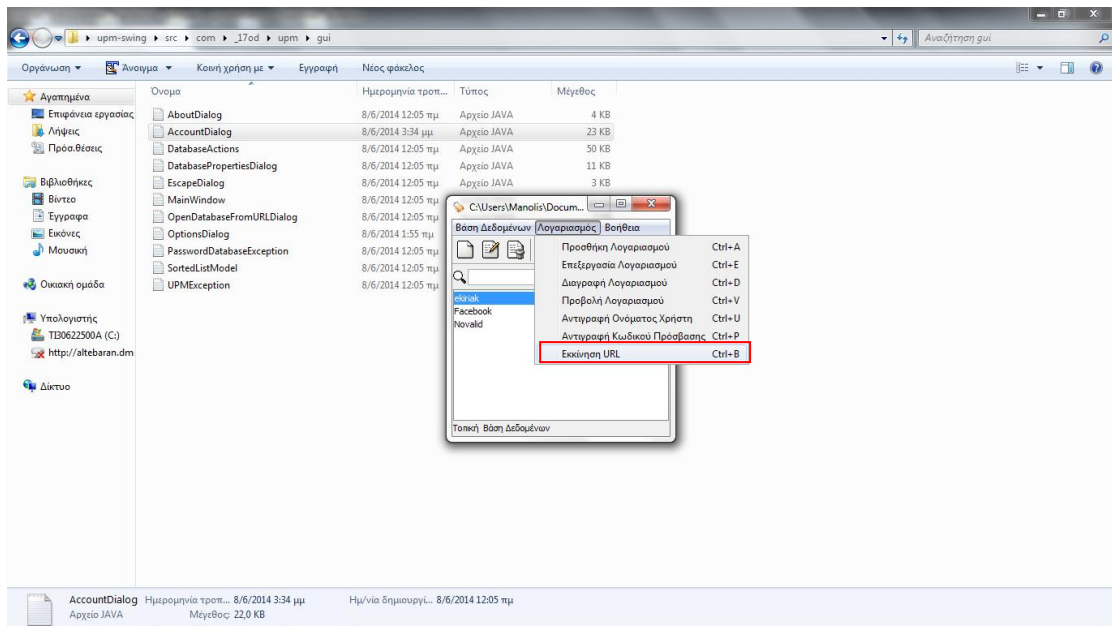 upm-swing ▸ src ▸ com ▸ _17od ▸ upm ▸ gui
Αναζήτηση gui
Οργάνωση Άνοιγμα Κοινή χρήση με Εγγραφή Νέος φάκελος
Αγαπημένα
Επιφάνεια εργασίας
Λήψεις
Πρόσ.θέσεις
Βιβλιοθήκες
Βίντεο
Έγγραφα
Εικόνες
Μουσική
Οικιακή ομάδα
Υπολογιστής
TI30622500A (C:)
http://altebaran.dm
Δίκτυο
Όνομα Ημερομηνία τροπ... Τύπος Μέγεθος
AboutDialog 8/6/2014 12:05 πμ Αρχείο JAVA 4 KB
AccountDialog 8/6/2014 3:34 μμ Αρχείο JAVA 23 KB
DatabaseActions 8/6/2014 12:05 πμ Αρχείο JAVA 50 KB
DatabasePropertiesDialog 8/6/2014 12:05 πμ Αρχείο JAVA 11 KB
EscapeDialog 8/6/2014 12:05 πμ Αρχείο JAVA 3 KB
MainWindow 8/6/2014 12:05 πμ
OpenDatabaseFromURLDialog 8/6/2014 12:05 πμ
OptionsDialog 8/6/2014 1:55 πμ
PasswordDatabaseException 8/6/2014 12:05 πμ
SortedListModel 8/6/2014 12:05 πμ
UPMException 8/6/2014 12:05 πμ
C:\Users\Manolis\Docum...
Βάση Δεδομένων Λογαριασμός Βοήθεια
ekiriak
Facebook
Novalid
Τοπική Βάση Δεδομένων
Προσθήκη Λογαριασμού Ctrl+A
Επεξεργασία Λογαριασμού Ctrl+E
Διαγραφή Λογαριασμού Ctrl+D
Προβολή Λογαριασμού Ctrl+V
Αντιγραφή Ονόματος Χρήστη Ctrl+U
Αντιγραφή Κωδικού Πρόσβασης Ctrl+P
Εκκίνηση URL Ctrl+B
AccountDialog Ημερομηνία τροπ... 8/6/2014 3:34 μμ Ημ/νία δημιουργί... 8/6/2014 12:05 πμ
Αρχείο JAVA Μέγεθος: 22,0 KB